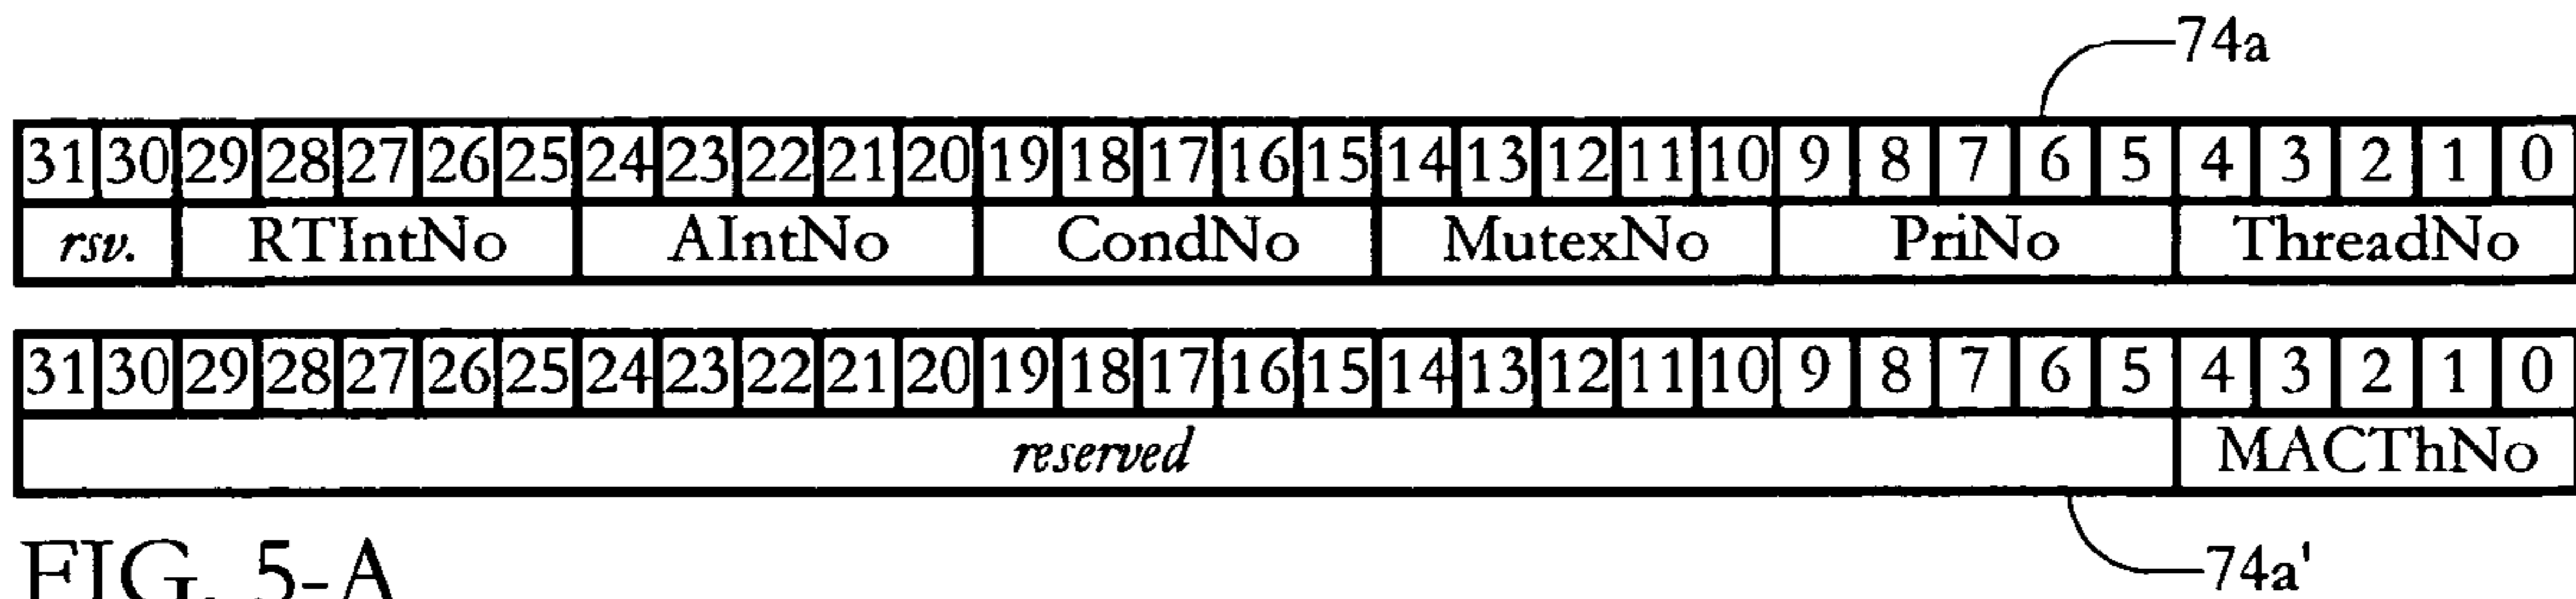 74a
31 30 29 28 27 26 25 24 23 22 21 20 19 18 17 16 15 14 13 12 11 10 9 8 7 6 5 4 3 2 1 0
rsv. RTIntNo AIntNo CondNo MutexNo PriNo ThreadNo
31 30 29 28 27 26 25 24 23 22 21 20 19 18 17 16 15 14 13 12 11 10 9 8 7 6 5 4 3 2 1 0
reserved MACThNo
74a'
FIG. 5-A